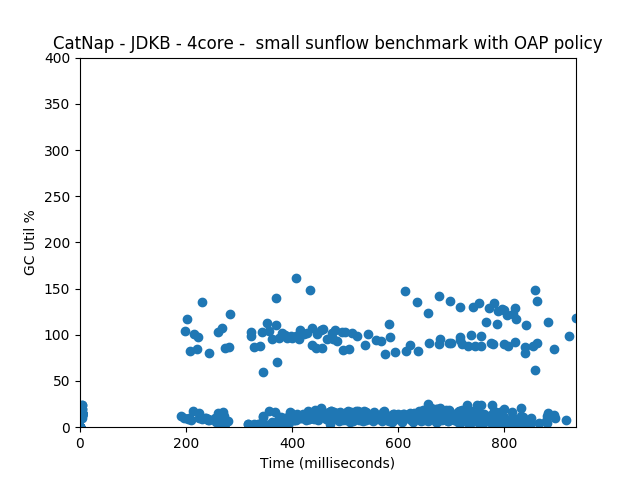 CatNap - JDKB - 4core -  small sunflow benchmark with OAP policy
400
350
300
250
200
150
100
50
0
GC Util %
0 200 400 600 800
Time (milliseconds)